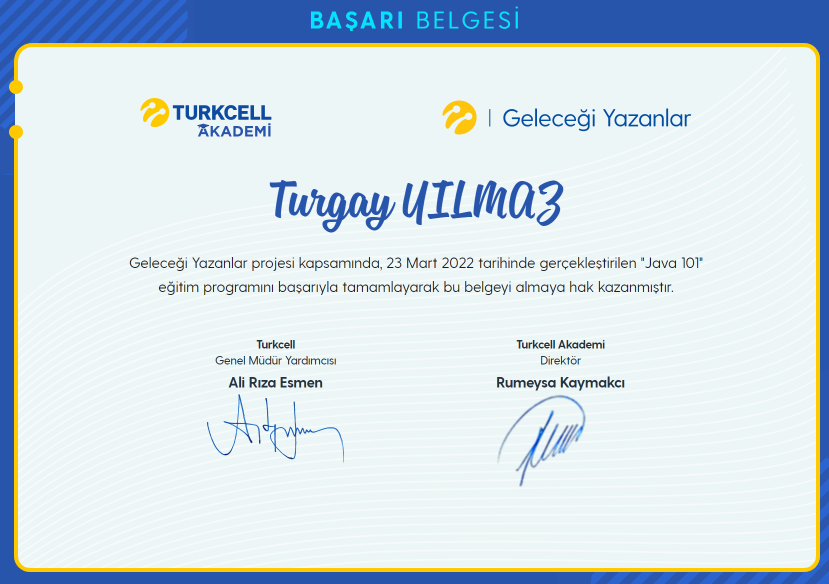 BAŞARI BELGESİ
TURKCELL
AKADEMİ
Geleceği Yazanlar
Turgay YILMAZ
Geleceği Yazanlar projesi kapsamında, 23 Mart 2022 tarihinde gerçekleştirilen "Java 101"
eğitim programını başarıyla tamamlayarak bu belgeyi almaya hak kazanmıştır.
Turkcell
Genel Müdür Yardımcısı
Ali Rıza Esmen
Turkcell Akademi
Direktör
Rumeysa Kaymakcı